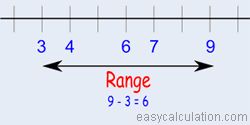 3 4 6 7 9
Range
9 - 3 = 6
easycalculation.com